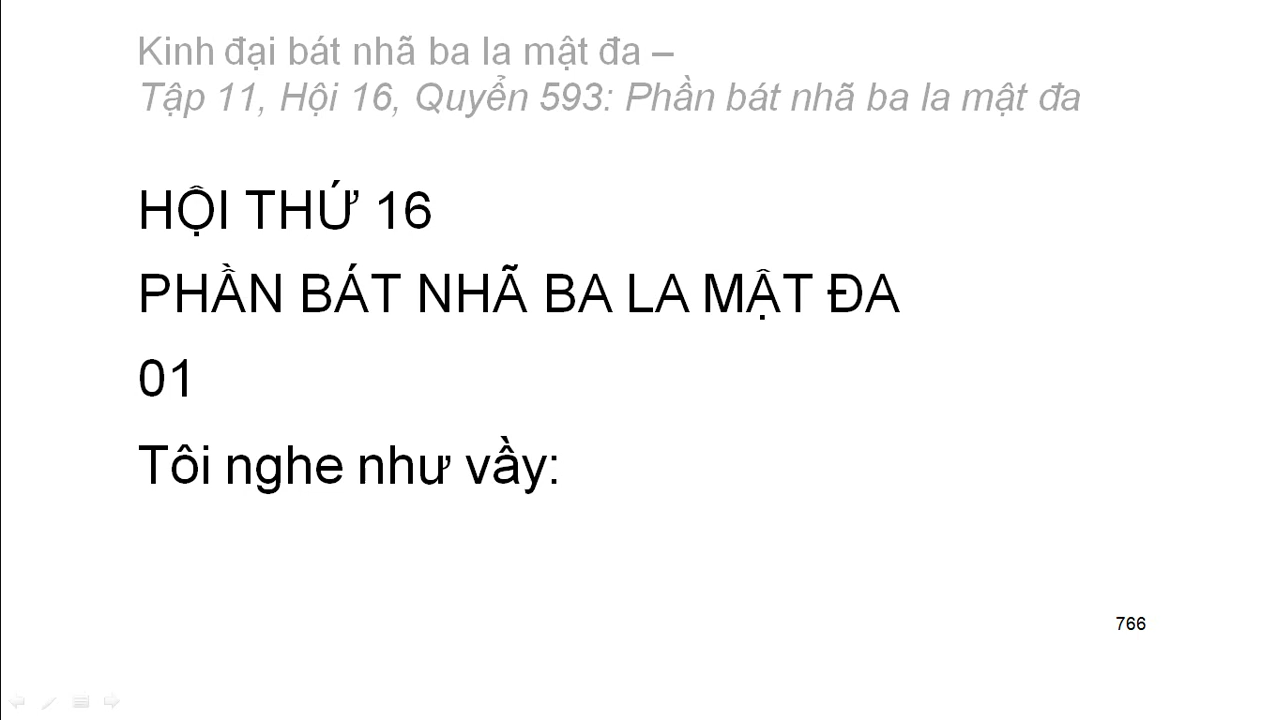 Kinh đại bát nhã ba la mật đa –
Tập 11, Hội 16, Quyển 593: Phần bát nhã ba la mật đa
HỘI THỨ 16
PHẦN BÁT NHÃ BA LA MẬT ĐA
01
Tôi nghe như vầy:
766